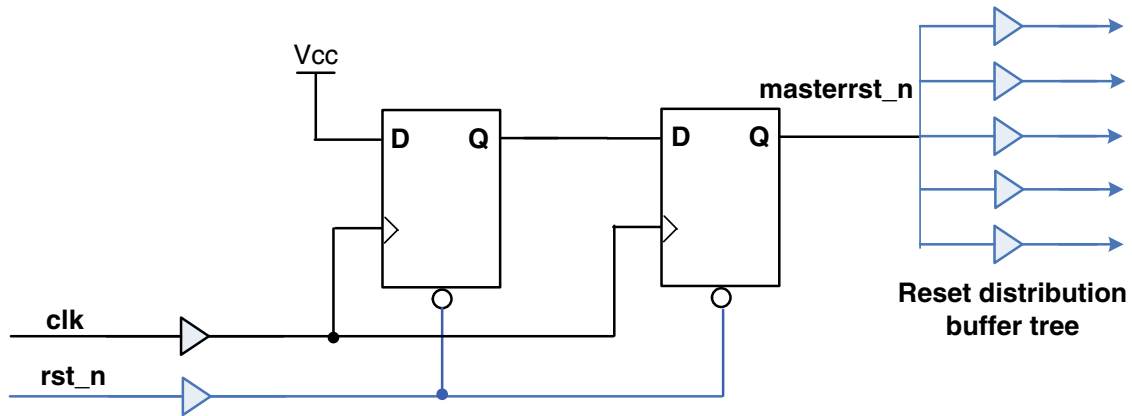 Vcc
masterrst_n
D Q
D Q
Reset distribution
buffer tree
clk
rst_n